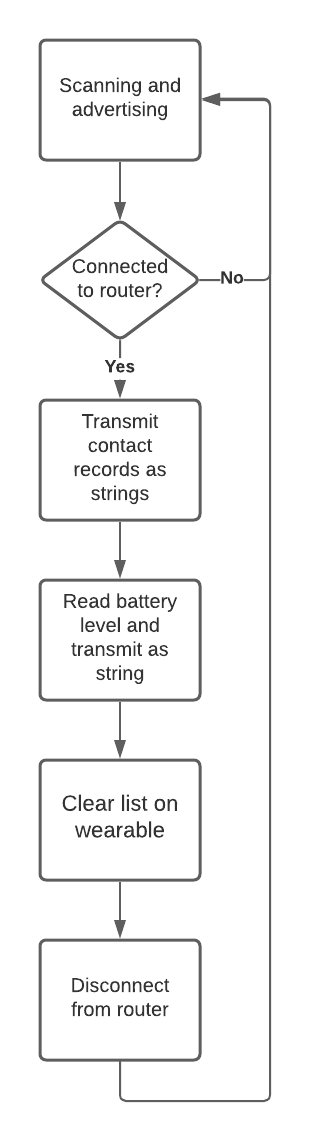 Scanning and
advertising
Connected
to router?
No
Yes
Transmit
contact
records as
strings
Read battery
level and
transmit as
string
Clear list on
wearable
Disconnect
from router